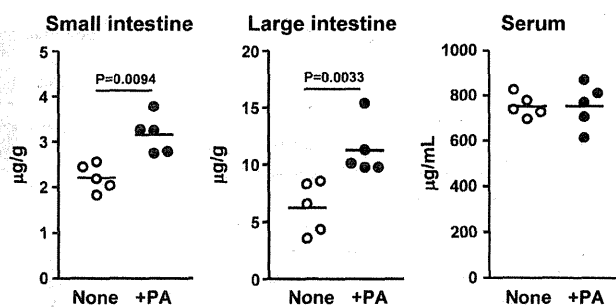 Small intestine
5
4
3
2
1
0
µg/g
P=0.0094
None +PA
Large intestine
20
15
10
5
0
µg/g
P=0.0033
None +PA
Serum
1000
800
600
400
200
0
µg/mL
None +PA